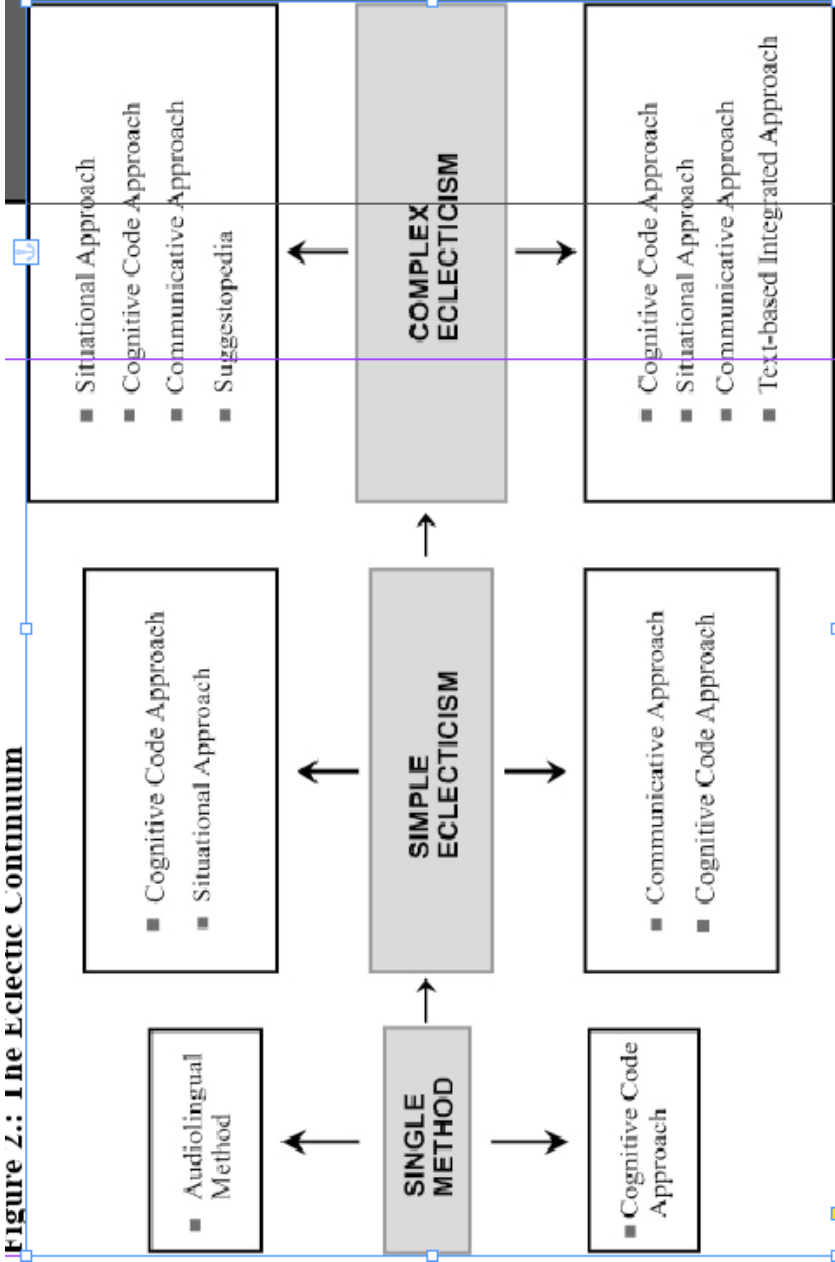 Figure 2.: The Eclectic Continuum
Audiolingual
Method
SINGLE
METHOD
Cognitive Code
Approach
Cognitive Code Approach
Situational Approach
SIMPLE
ECLECTICISM
Communicative Approach
Cognitive Code Approach
Situational Approach
Cognitive Code Approach
Communicative Approach
Suggestopedia
COMPLEX
ECLECTICISM
Cognitive Code Approach
Situational Approach
Communicative Approach
Text-based Integrated Approach